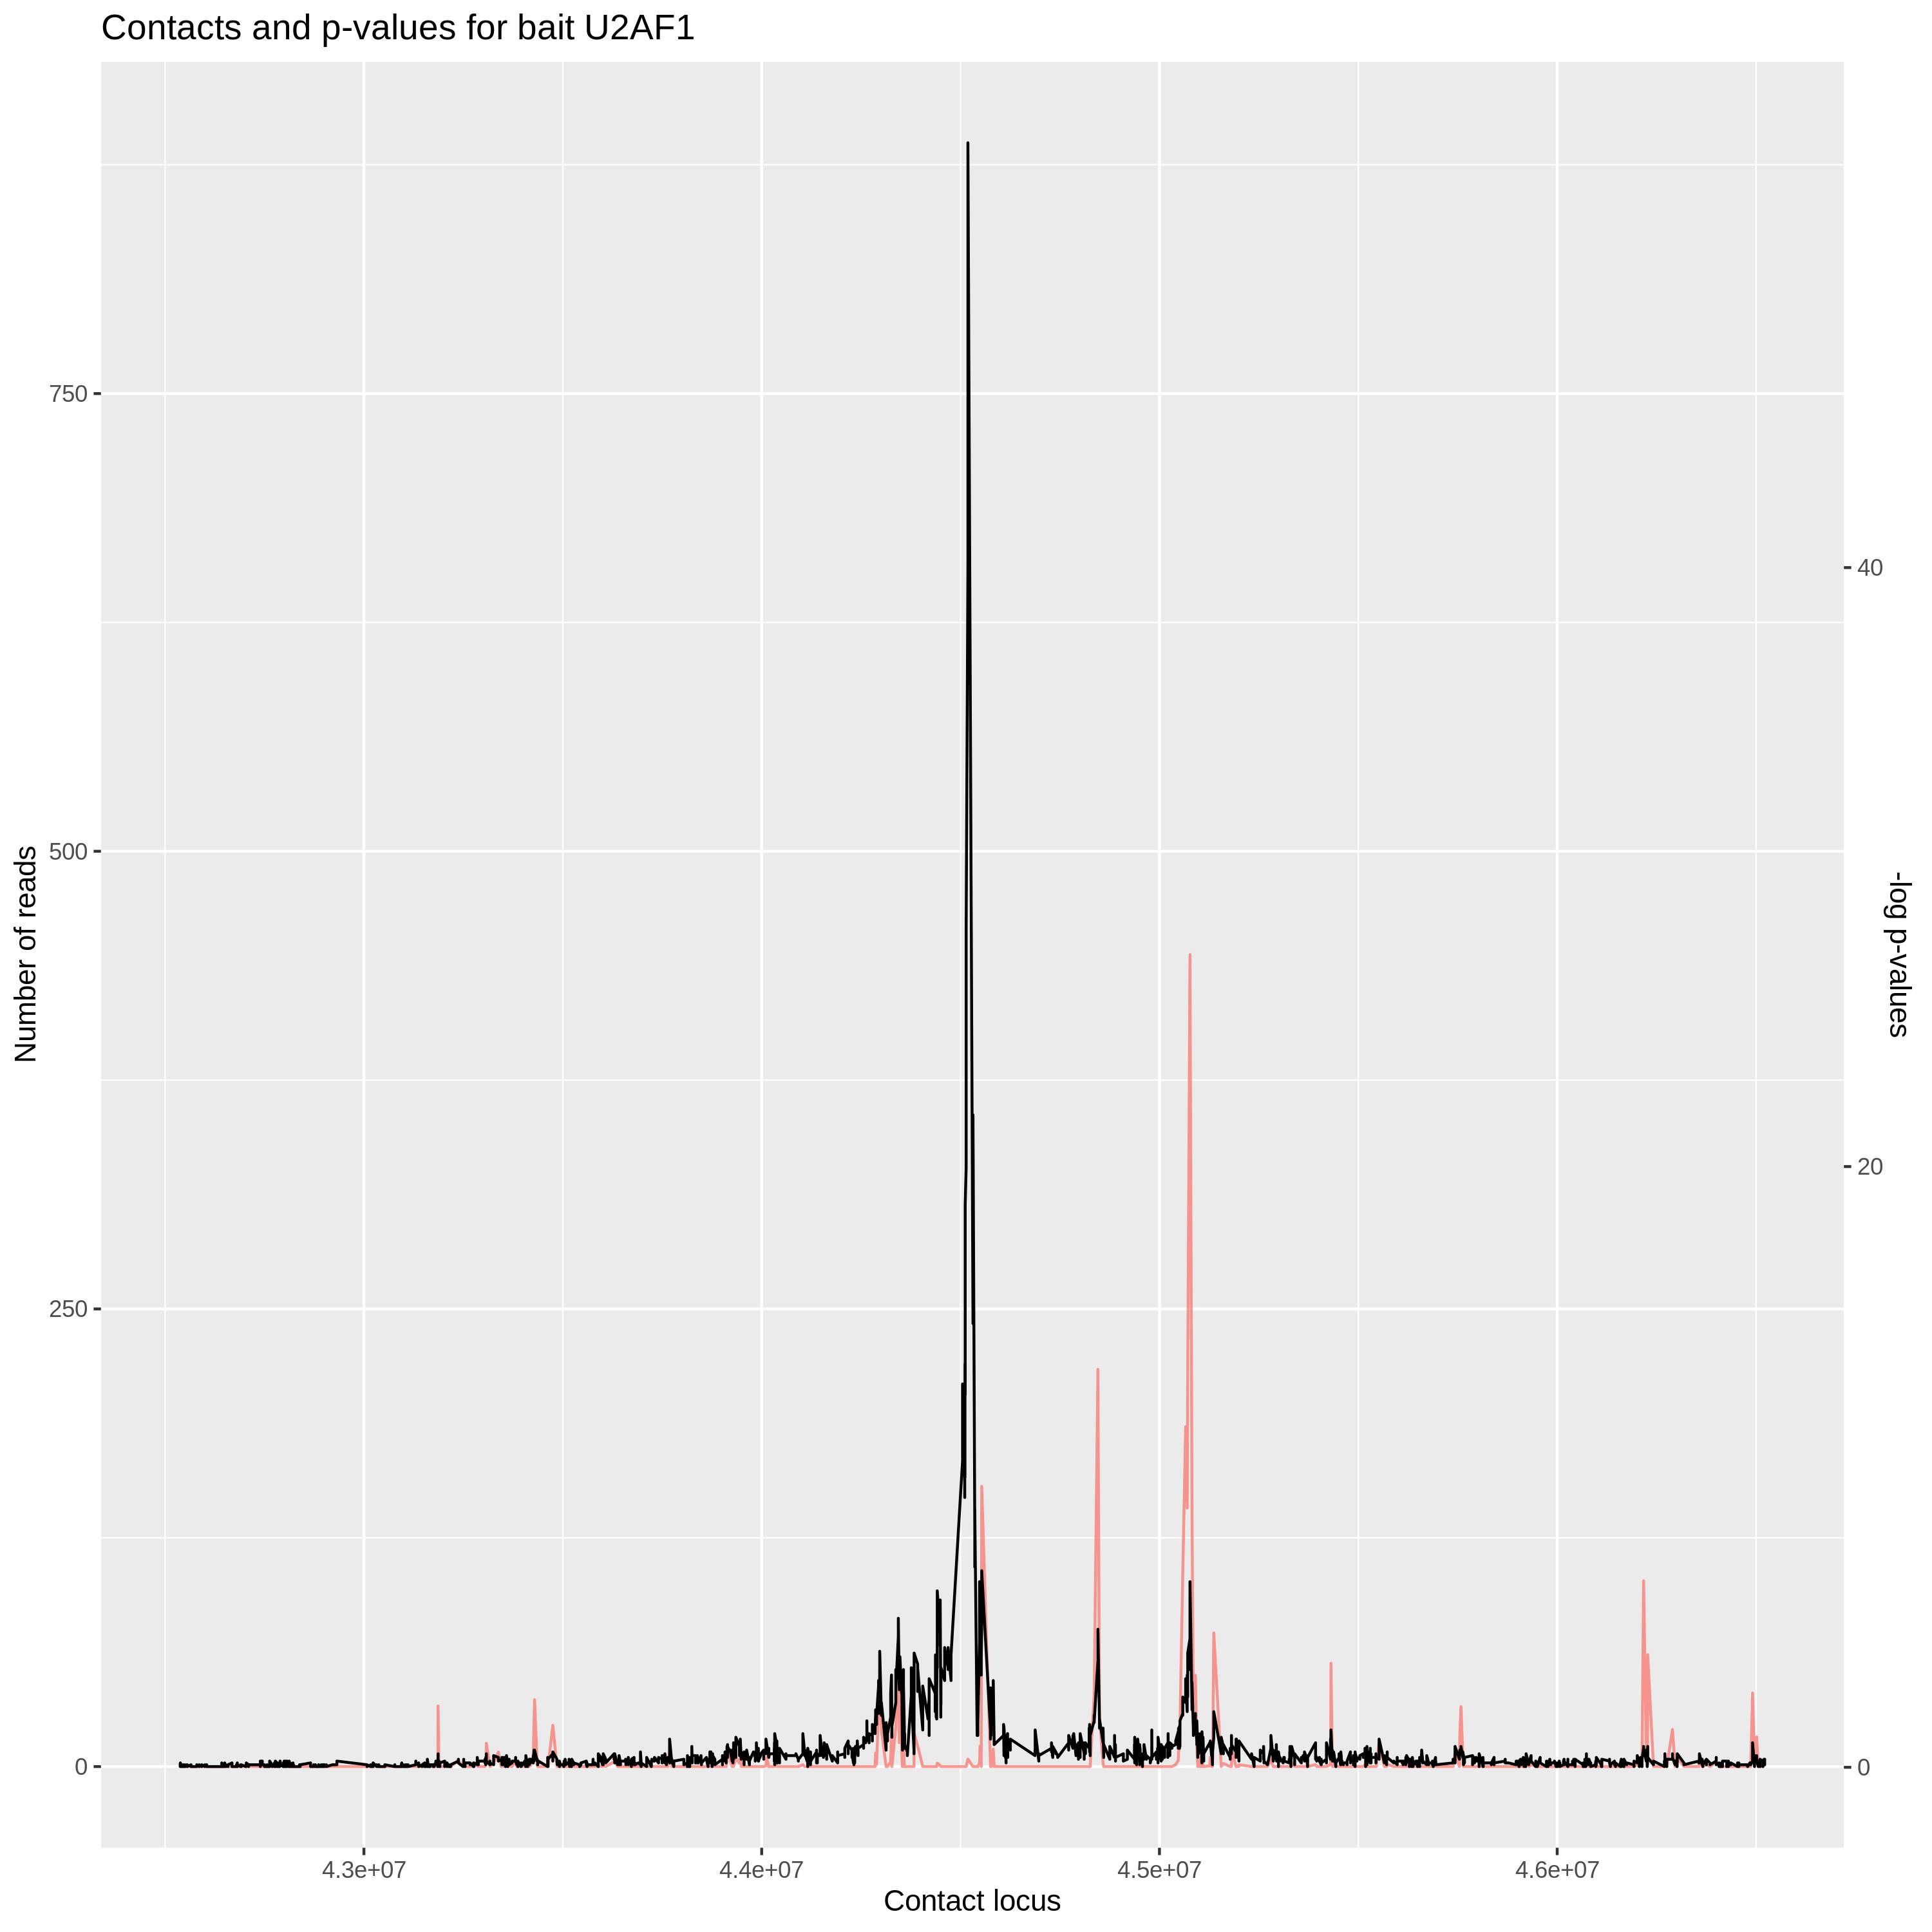 Contacts and p-values for bait U2AF1
Number of reads
750
500
250
0
40
20
0
-log p-values
4.3e+07
4.4e+07
4.5e+07
4.6e+07
Contact locus